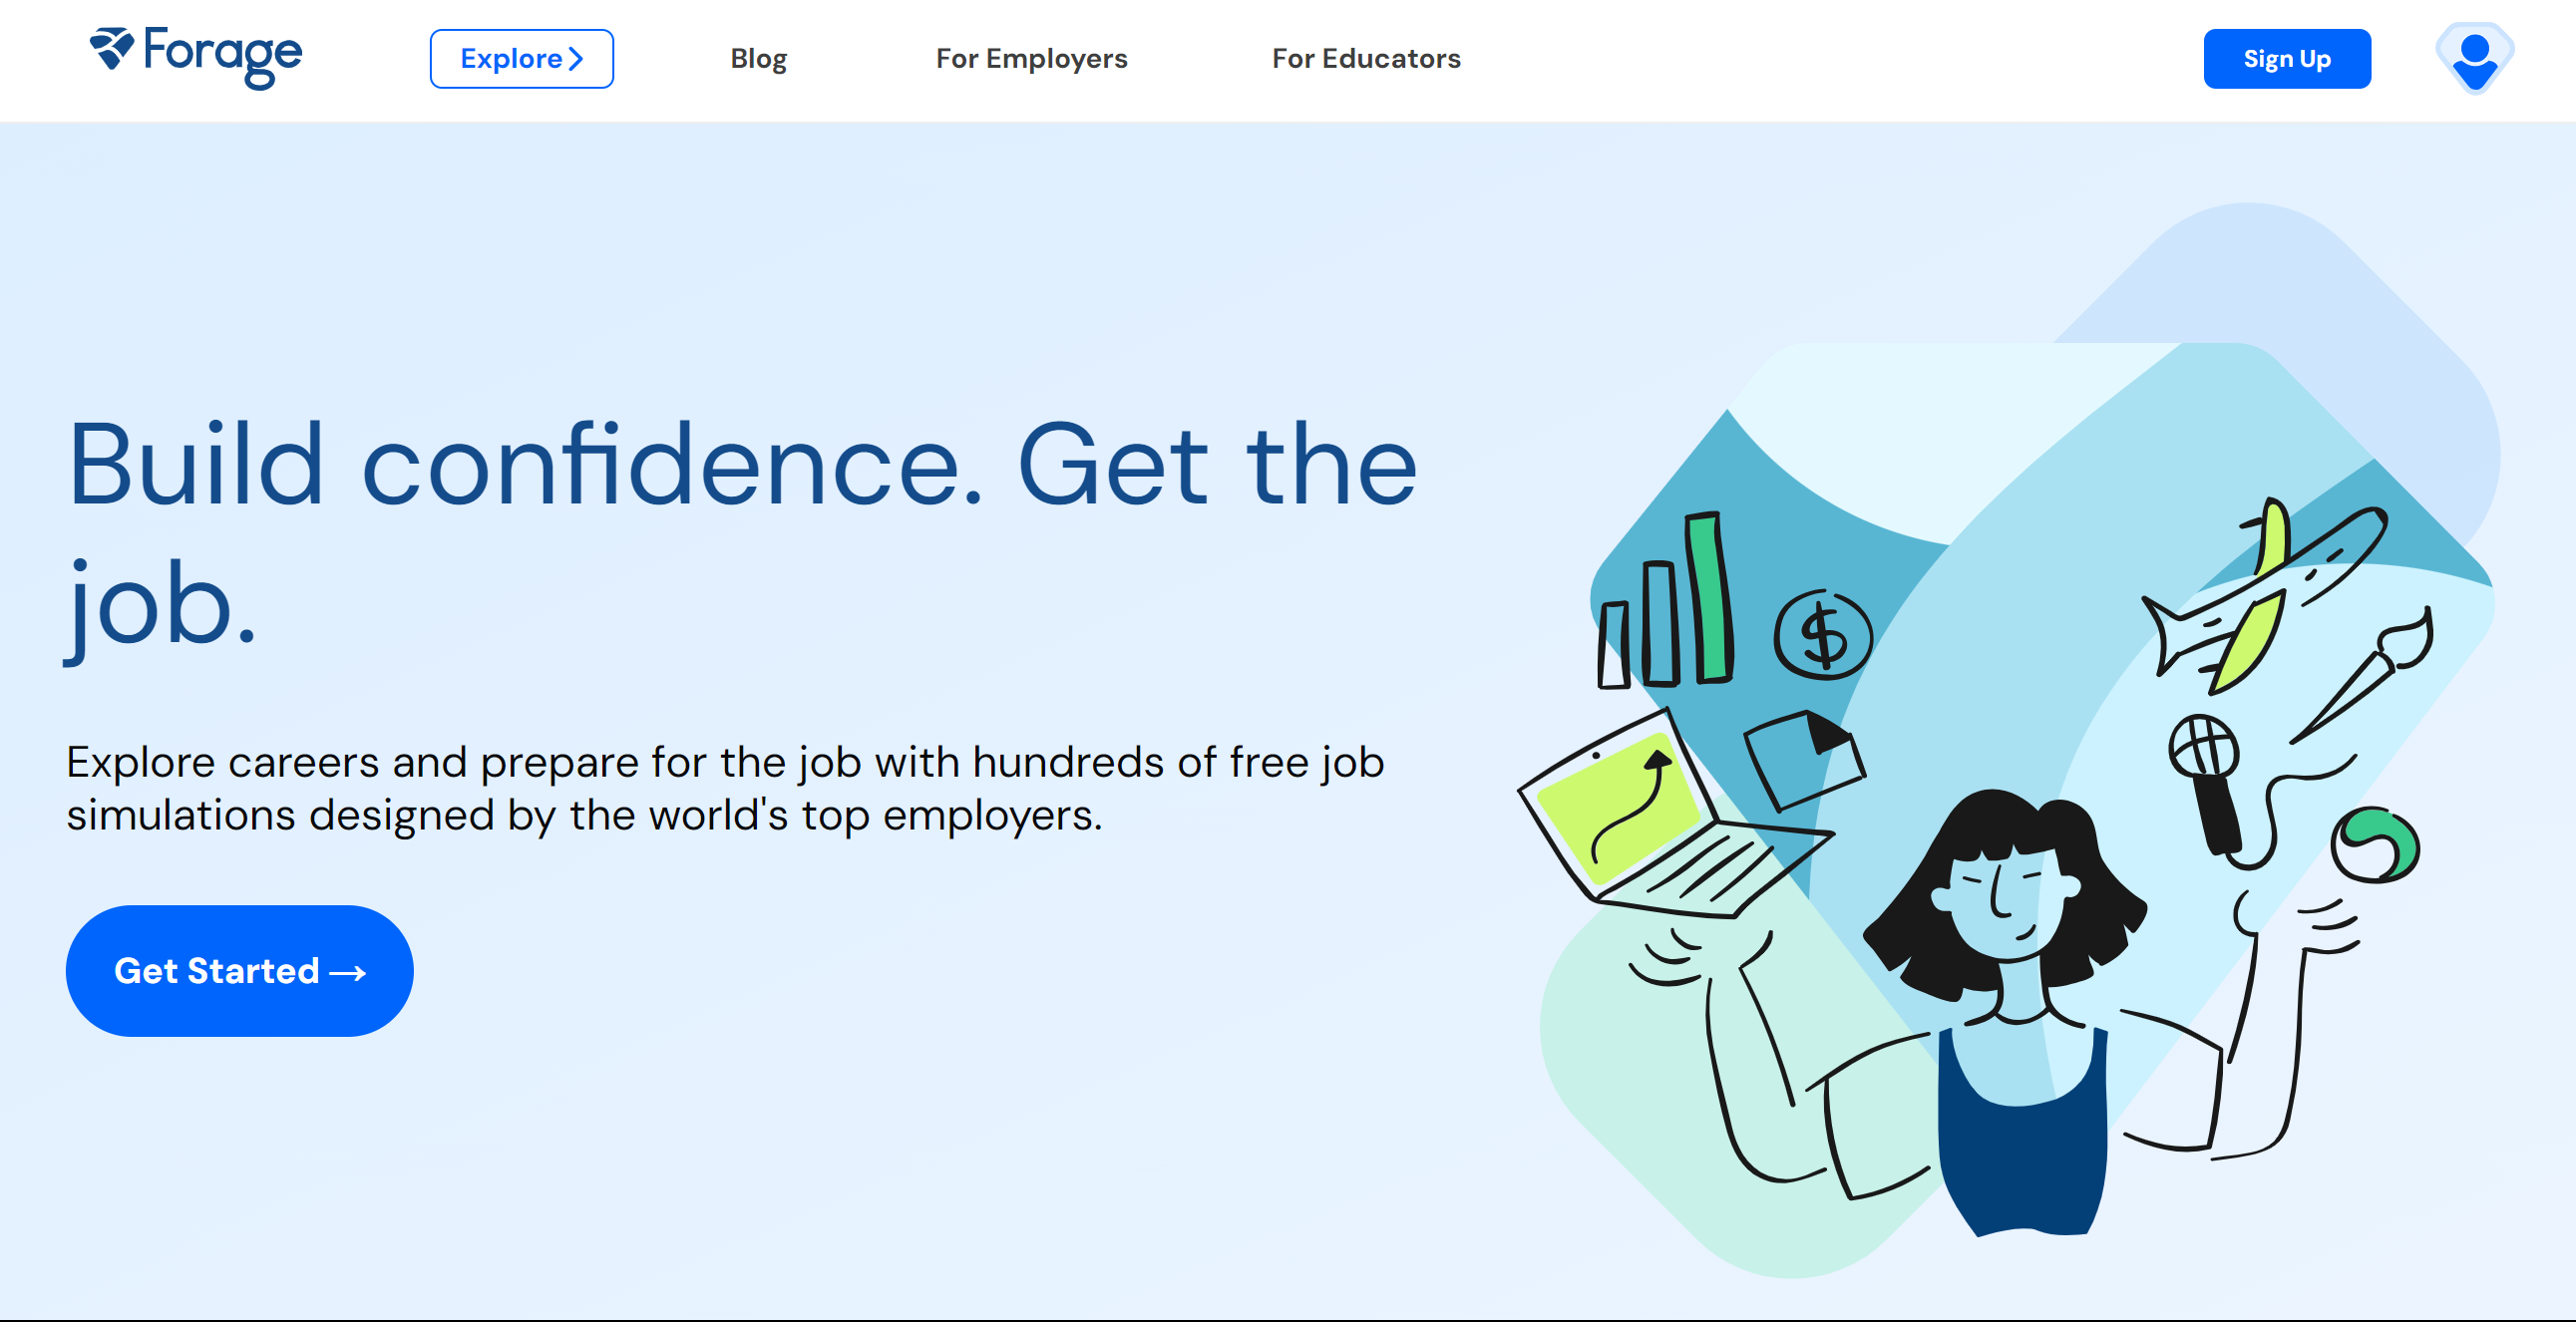 Forage
Explore
Blog
For Employers
For Educators
Sign Up
Build confidence. Get the
job.
Explore careers and prepare for the job with hundreds of free job
simulations designed by the world's top employers.
Get Started →
$